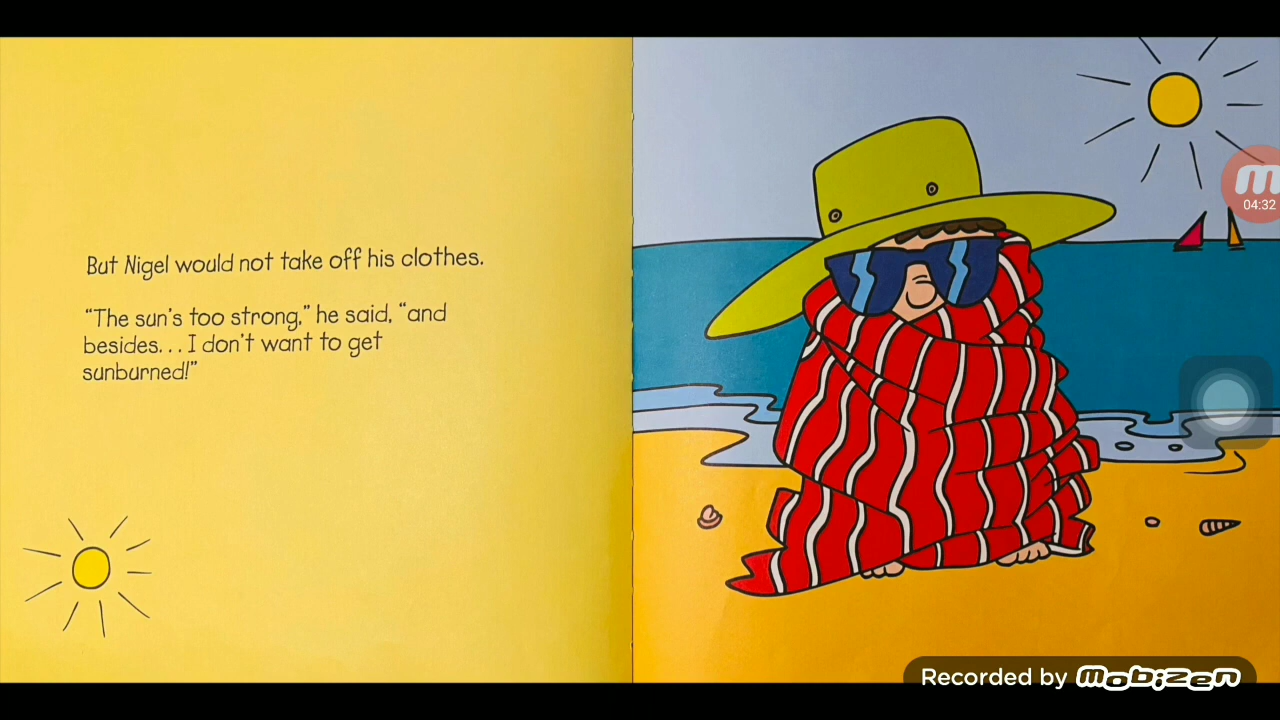 But Nigel would not take off his clothes.
“The sun’s too strong,” he said, “and
besides. . . I don’t want to get
sunburned!”
04:32
Recorded by mobizen